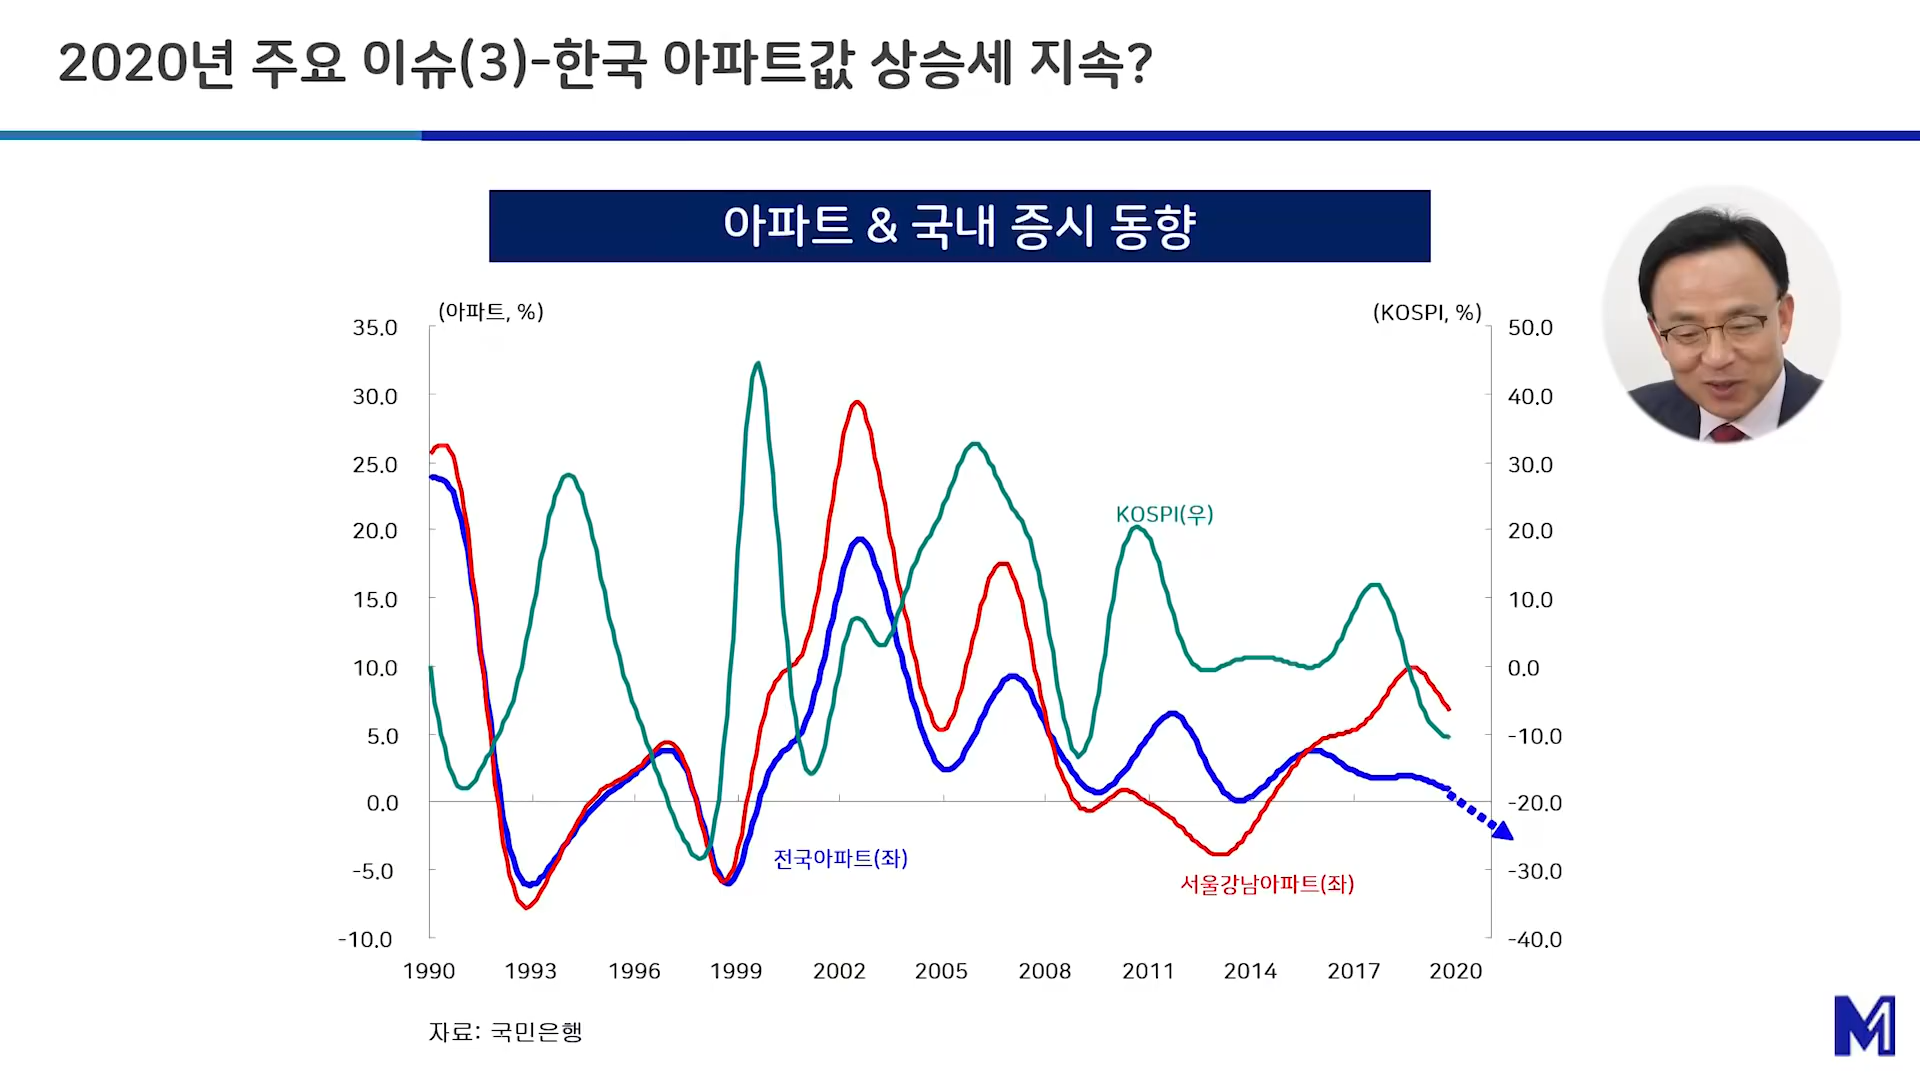 2020년 주요 이슈(3)-한국 아파트값 상승세 지속?
아파트 & 국내 증시 동향
(아파트, %)
(KOSPI, %)
35.0
30.0
25.0
20.0
15.0
10.0
5.0
0.0
-5.0
-10.0
50.0
40.0
30.0
20.0
10.0
0.0
-10.0
-20.0
-30.0
-40.0
KOSPI(우)
전국아파트(좌)
서울강남아파트(좌)
1990 1993 1996 1999 2002 2005 2008 2011 2014 2017 2020
자료: 국민은행
M